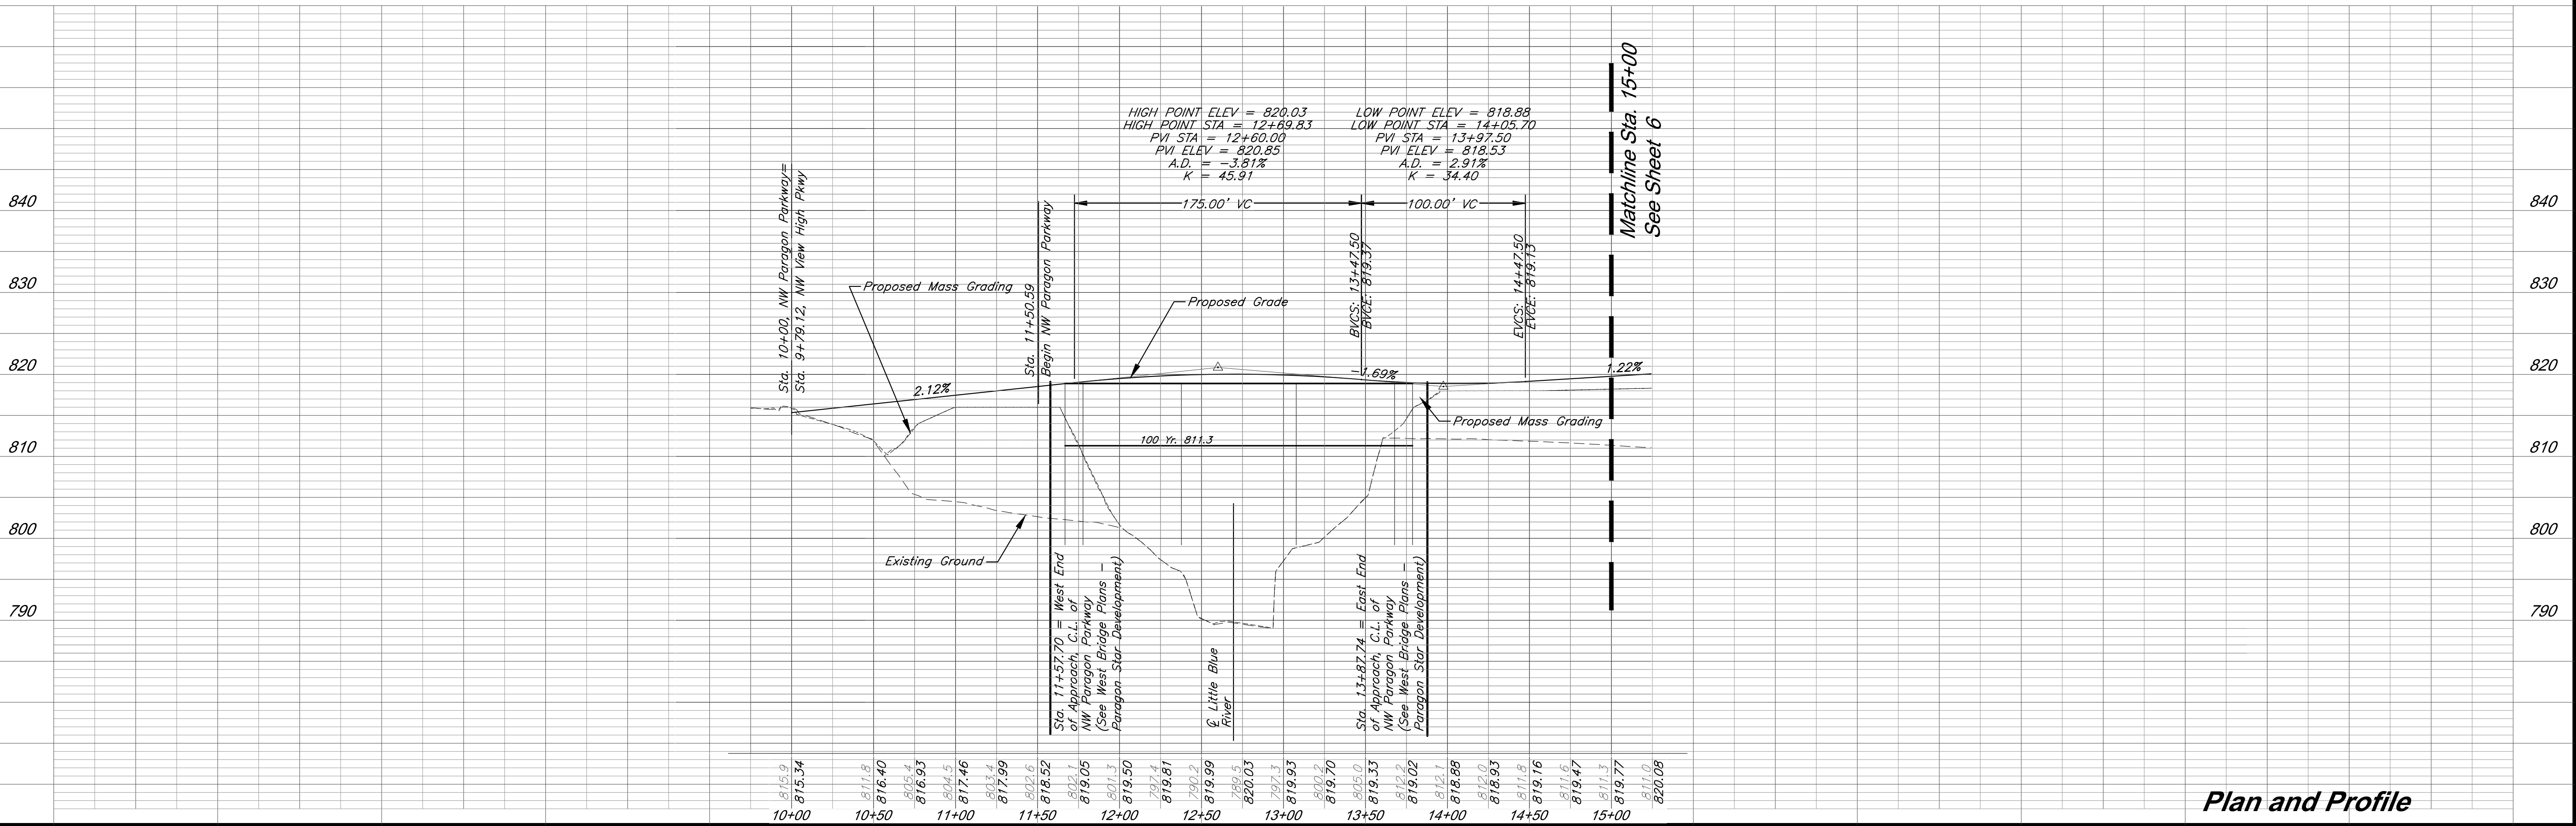 HIGH POINT ELEV = 820.03
HIGH POINT STA = 12+69.83
PVI STA = 12+60.00
PVI ELEV = 820.85
A.D. = -3.81%
K = 45.91
LOW POINT ELEV = 818.88
LOW POINT STA = 14+05.70
PVI STA = 13+97.50
PVI ELEV = 818.53
A.D. = 2.91%
K = 34.40
Matchline Sta. 15+00
See Sheet 6
175.00' VC
100.00' VC
840
830
820
810
800
790
840
830
820
810
800
790
Sta. 10+00, NW Paragon Parkway=
Sta. 9+79.12, NW View High Pkwy
Proposed Mass Grading
Sta. 11+50.59
Begin NW Paragon Parkway
Proposed Grade
BVCS: 13+47.50
BVCE: 819.37
EVCS: 14+47.50
EVCE: 819.13
2.12%
-1.69%
1.22%
Proposed Mass Grading
100 Yr. 811.3
Existing Ground
Sta. 11+57.70 = West End
of Approach, C.L. of
NW Paragon Parkway
(See West Bridge Plans -
Paragon Star Development)
℄ Little Blue
River
Sta. 13+87.74 = East End
of Approach, C.L. of
NW Paragon Parkway
(See West Bridge Plans -
Paragon Star Development)
815.9
815.34
811.8
816.40
805.4
816.93
804.5
817.46
803.4
817.99
802.6
818.52
802.1
819.05
801.3
819.50
797.4
819.81
790.2
819.99
789.5
820.03
797.3
819.93
800.2
819.70
805.0
819.33
812.2
819.02
812.1
818.88
812.0
818.93
811.8
819.16
811.6
819.47
811.3
819.77
811.0
820.08
10+00 10+50 11+00 11+50 12+00 12+50 13+00 13+50 14+00 14+50 15+00
Plan and Profile